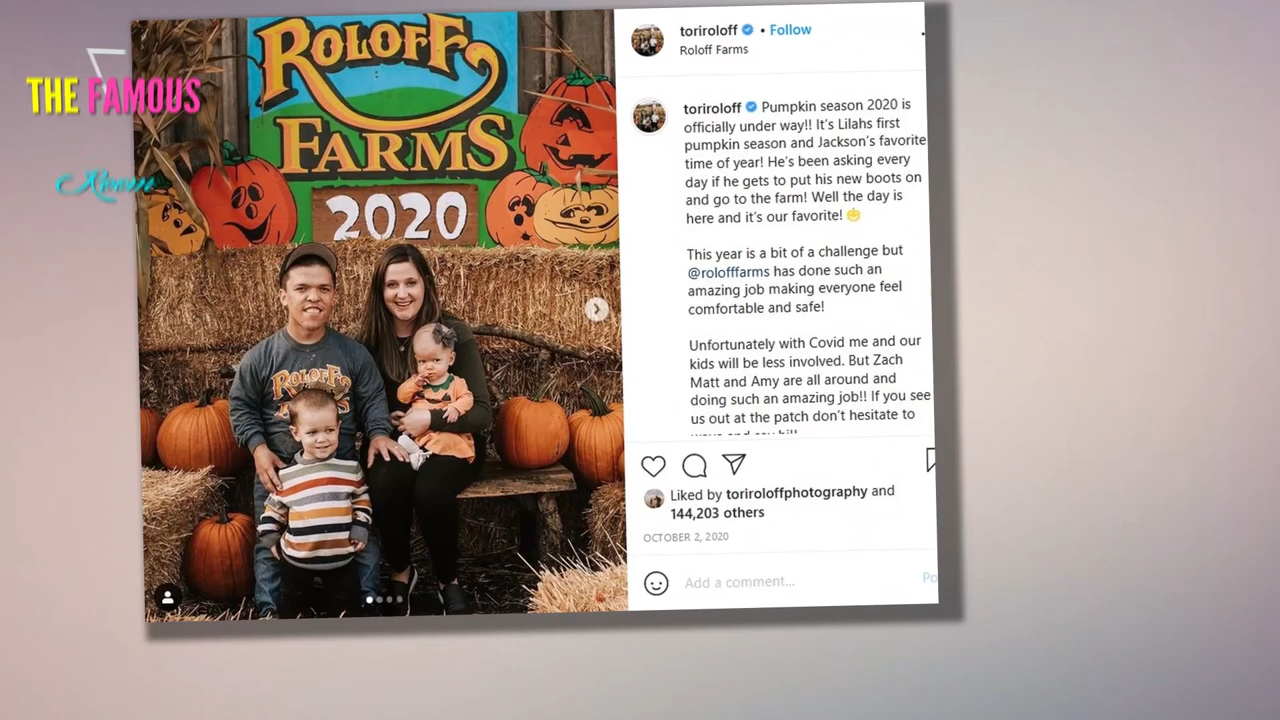 THE FAMOUS
Room
ROLOFF
FARMS
2020
ROLOFF
toriroloff • Follow
Roloff Farms
toriroloff Pumpkin season 2020 is
officially under way!! It's Lilahs first
pumpkin season and Jackson's favorite
time of year! He's been asking every
day if he gets to put his new boots on
and go to the farm! Well the day is
here and it's our favorite!
This year is a bit of a challenge but
@rolofffarms has done such an
amazing job making everyone feel
comfortable and safe!
Unfortunately with Covid me and our
kids will be less involved. But Zach
Matt and Amy are all around and
doing such an amazing job!! If you see
us out at the patch don't hesitate to
Liked by toriroloffphotography and
144,203 others
OCTOBER 2, 2020
Add a comment...
Po